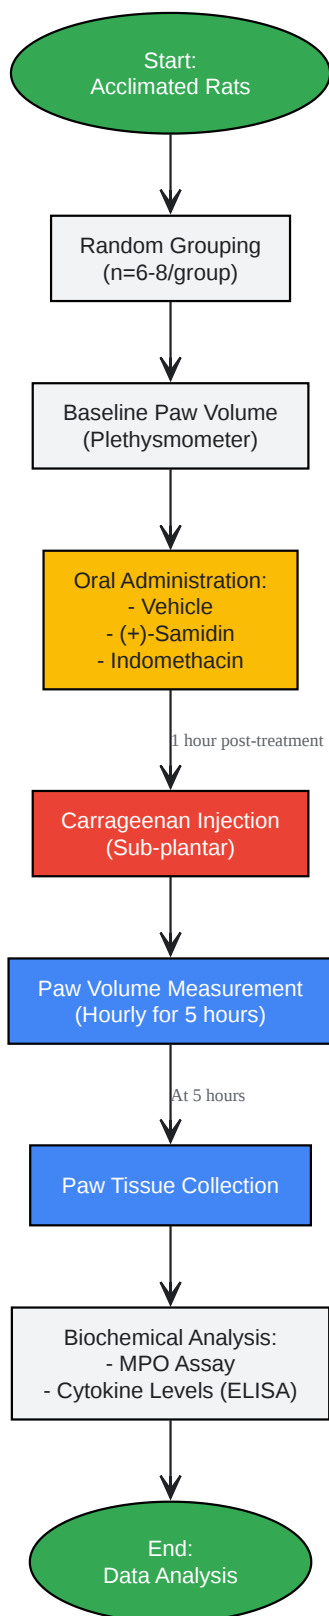 Start:
Acclimated Rats
Random Grouping
(n=6-8/group)
Baseline Paw Volume
(Plethysmometer)
Oral Administration:
- Vehicle
- (+)-Samidin
- Indomethacin
1 hour post-treatment
Carrageenan Injection
(Sub-plantar)
Paw Volume Measurement
(Hourly for 5 hours)
At 5 hours
Paw Tissue Collection
Biochemical Analysis:
- MPO Assay
- Cytokine Levels (ELISA)
End:
Data Analysis